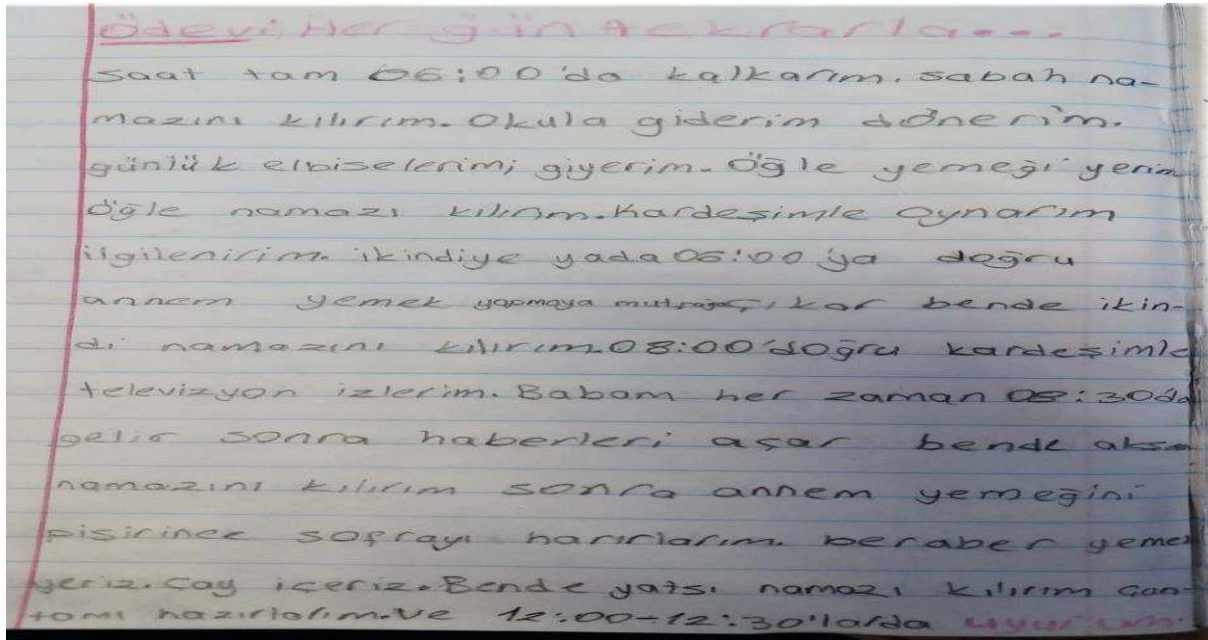 Ödevi: Her gün tekrarla...
Saat tam 06:00'da kalkarım. Sabah na-
mazını kılırım. Okula giderim dönerim.
günlük elbiselerimi giyerim. Öğle yemeği yerim
öğle namazı kılırım. Kardeşimle oynarım
ilgilenirim. ikindiye yada 06:00'ya doğru
annem yemek yapmaya mutfağa çıkar bende ikin-
di namazını kılırım. 08:00'doğru kardeşimle
televizyon izlerim. Babam her zaman 08:30'da
gelir sonra haberleri açar bende akşam
namazını kılırım sonra annem yemeğini
pişirince sofrayı harırlarım. beraber yemek
yeriz. Çay içeriz. Bende yatsı namazı kılırım Çan-
tamı hazırlarım. Ve 12:00-12:30'larda uyurum.